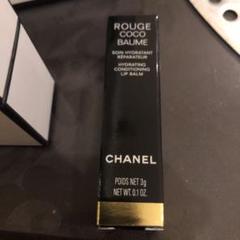 ROUGE
COCO
BAUME
SOIN HYDRATANT
RÉPARATEUR
HYDRATING
CONDITIONING
LIP BALM
CHANEL
POIDS NET 3g
NET WT. 0.1 OZ.